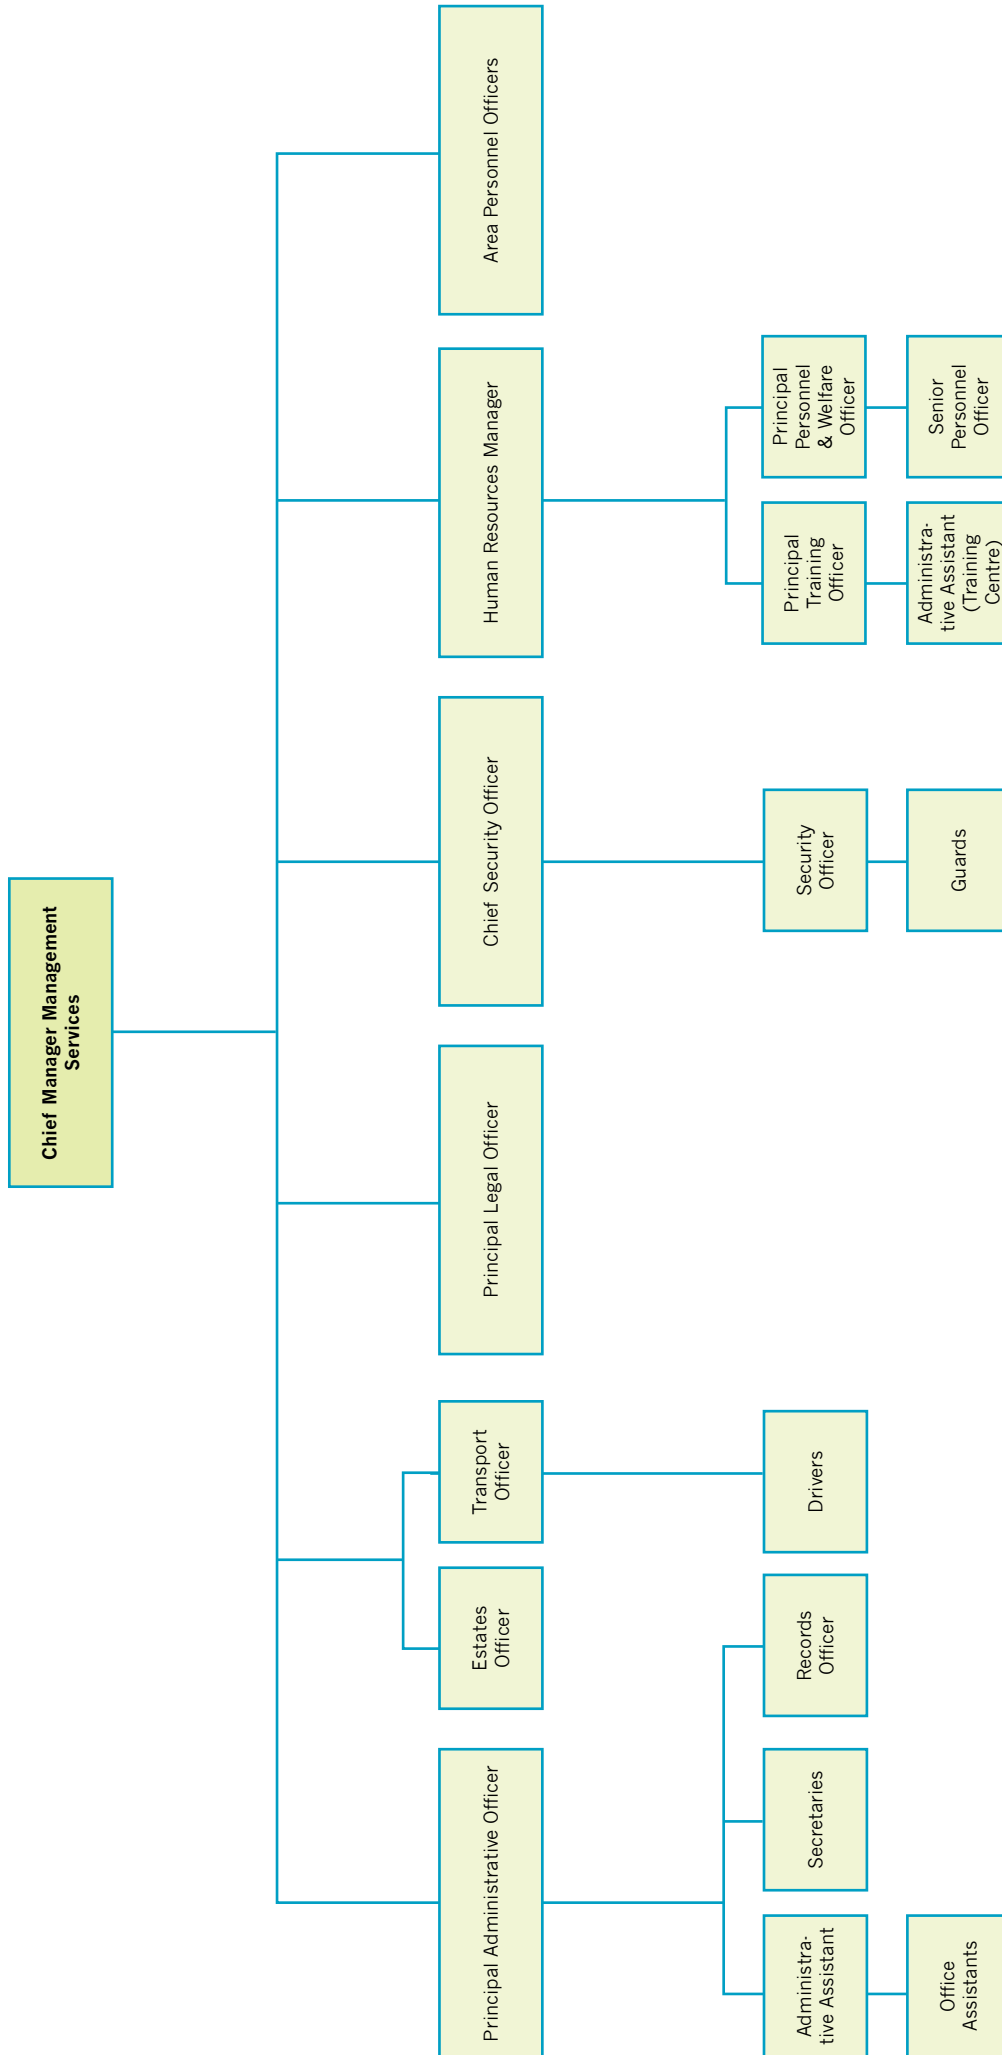 Chief Manager Management
Services
Principal Administrative Officer
Estates
Officer
Transport
Officer
Principal Legal Officer
Chief Security Officer
Human Resources Manager
Area Personnel Officers
Administra-
tive Assistant
Secretaries
Records
Officer
Drivers
Security
Officer
Principal
Training
Officer
Principal
Personnel
& Welfare
Officer
Office
Assistants
Guards
Administra-
tive Assistant
(Training
Centre)
Senior
Personnel
Officer